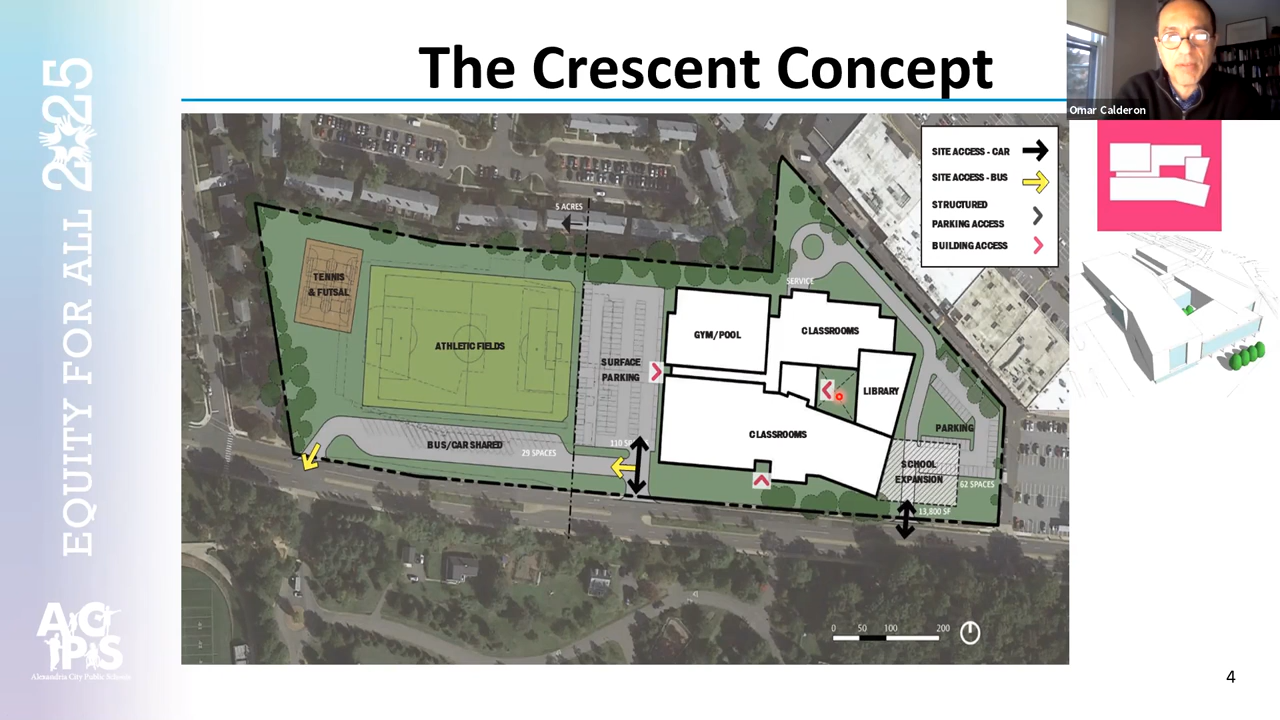 The Crescent Concept
Omar Calderon
EQUITY FOR ALL 2025
ACPS
Alexandria City Public Schools
SITE ACCESS - CAR
SITE ACCESS - BUS
STRUCTURED
PARKING ACCESS
BUILDING ACCESS
5 ACRES
TENNIS
& FUTSAL
ATHLETIC FIELDS
SURFACE
PARKING
GYM/POOL
SERVICE
CLASSROOMS
LIBRARY
CLASSROOMS
PARKING
BUS/CAR SHARED
29 SPACES
110
SCHOOL
EXPANSION
62 SPACES
13,800 SF
0 50 100 200
4